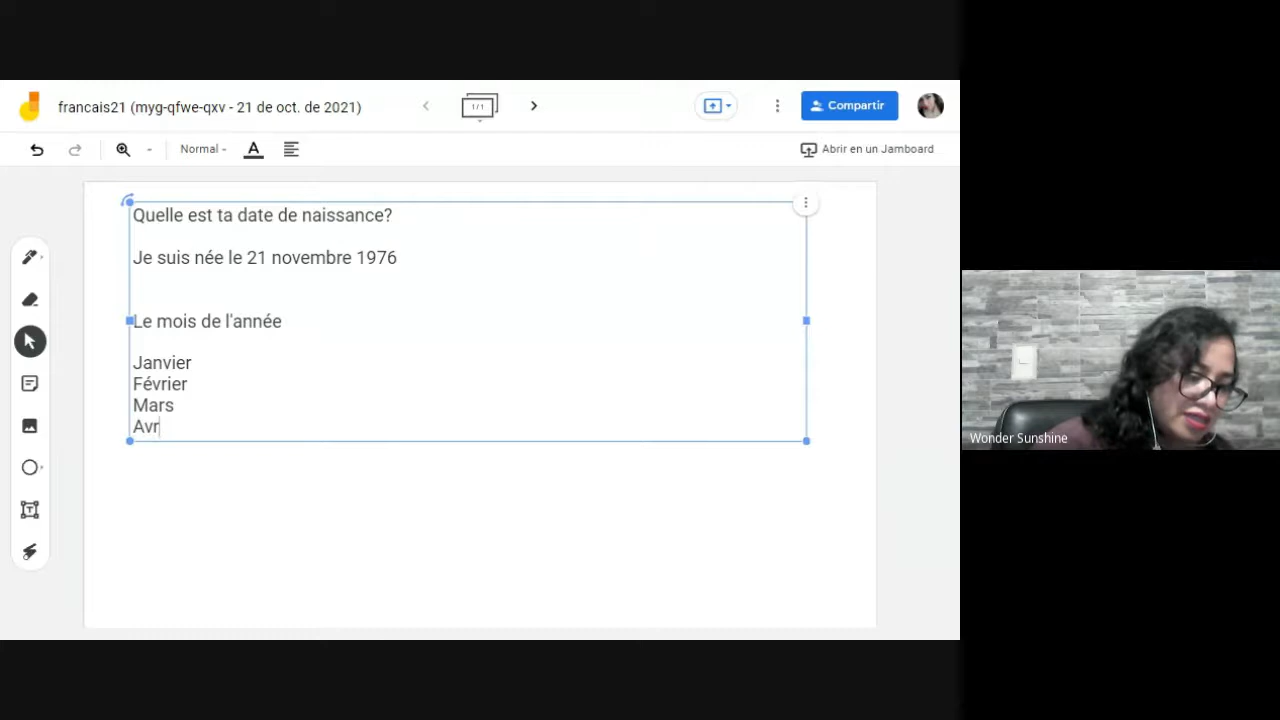 francais21 (myg-qfwe-qxv - 21 de oct. de 2021)
1/1
Compartir
Normal
A
Abrir en un Jamboard
Quelle est ta date de naissance?
Je suis née le 21 novembre 1976
Le mois de l'année
Janvier
Février
Mars
Avr
Wonder Sunshine